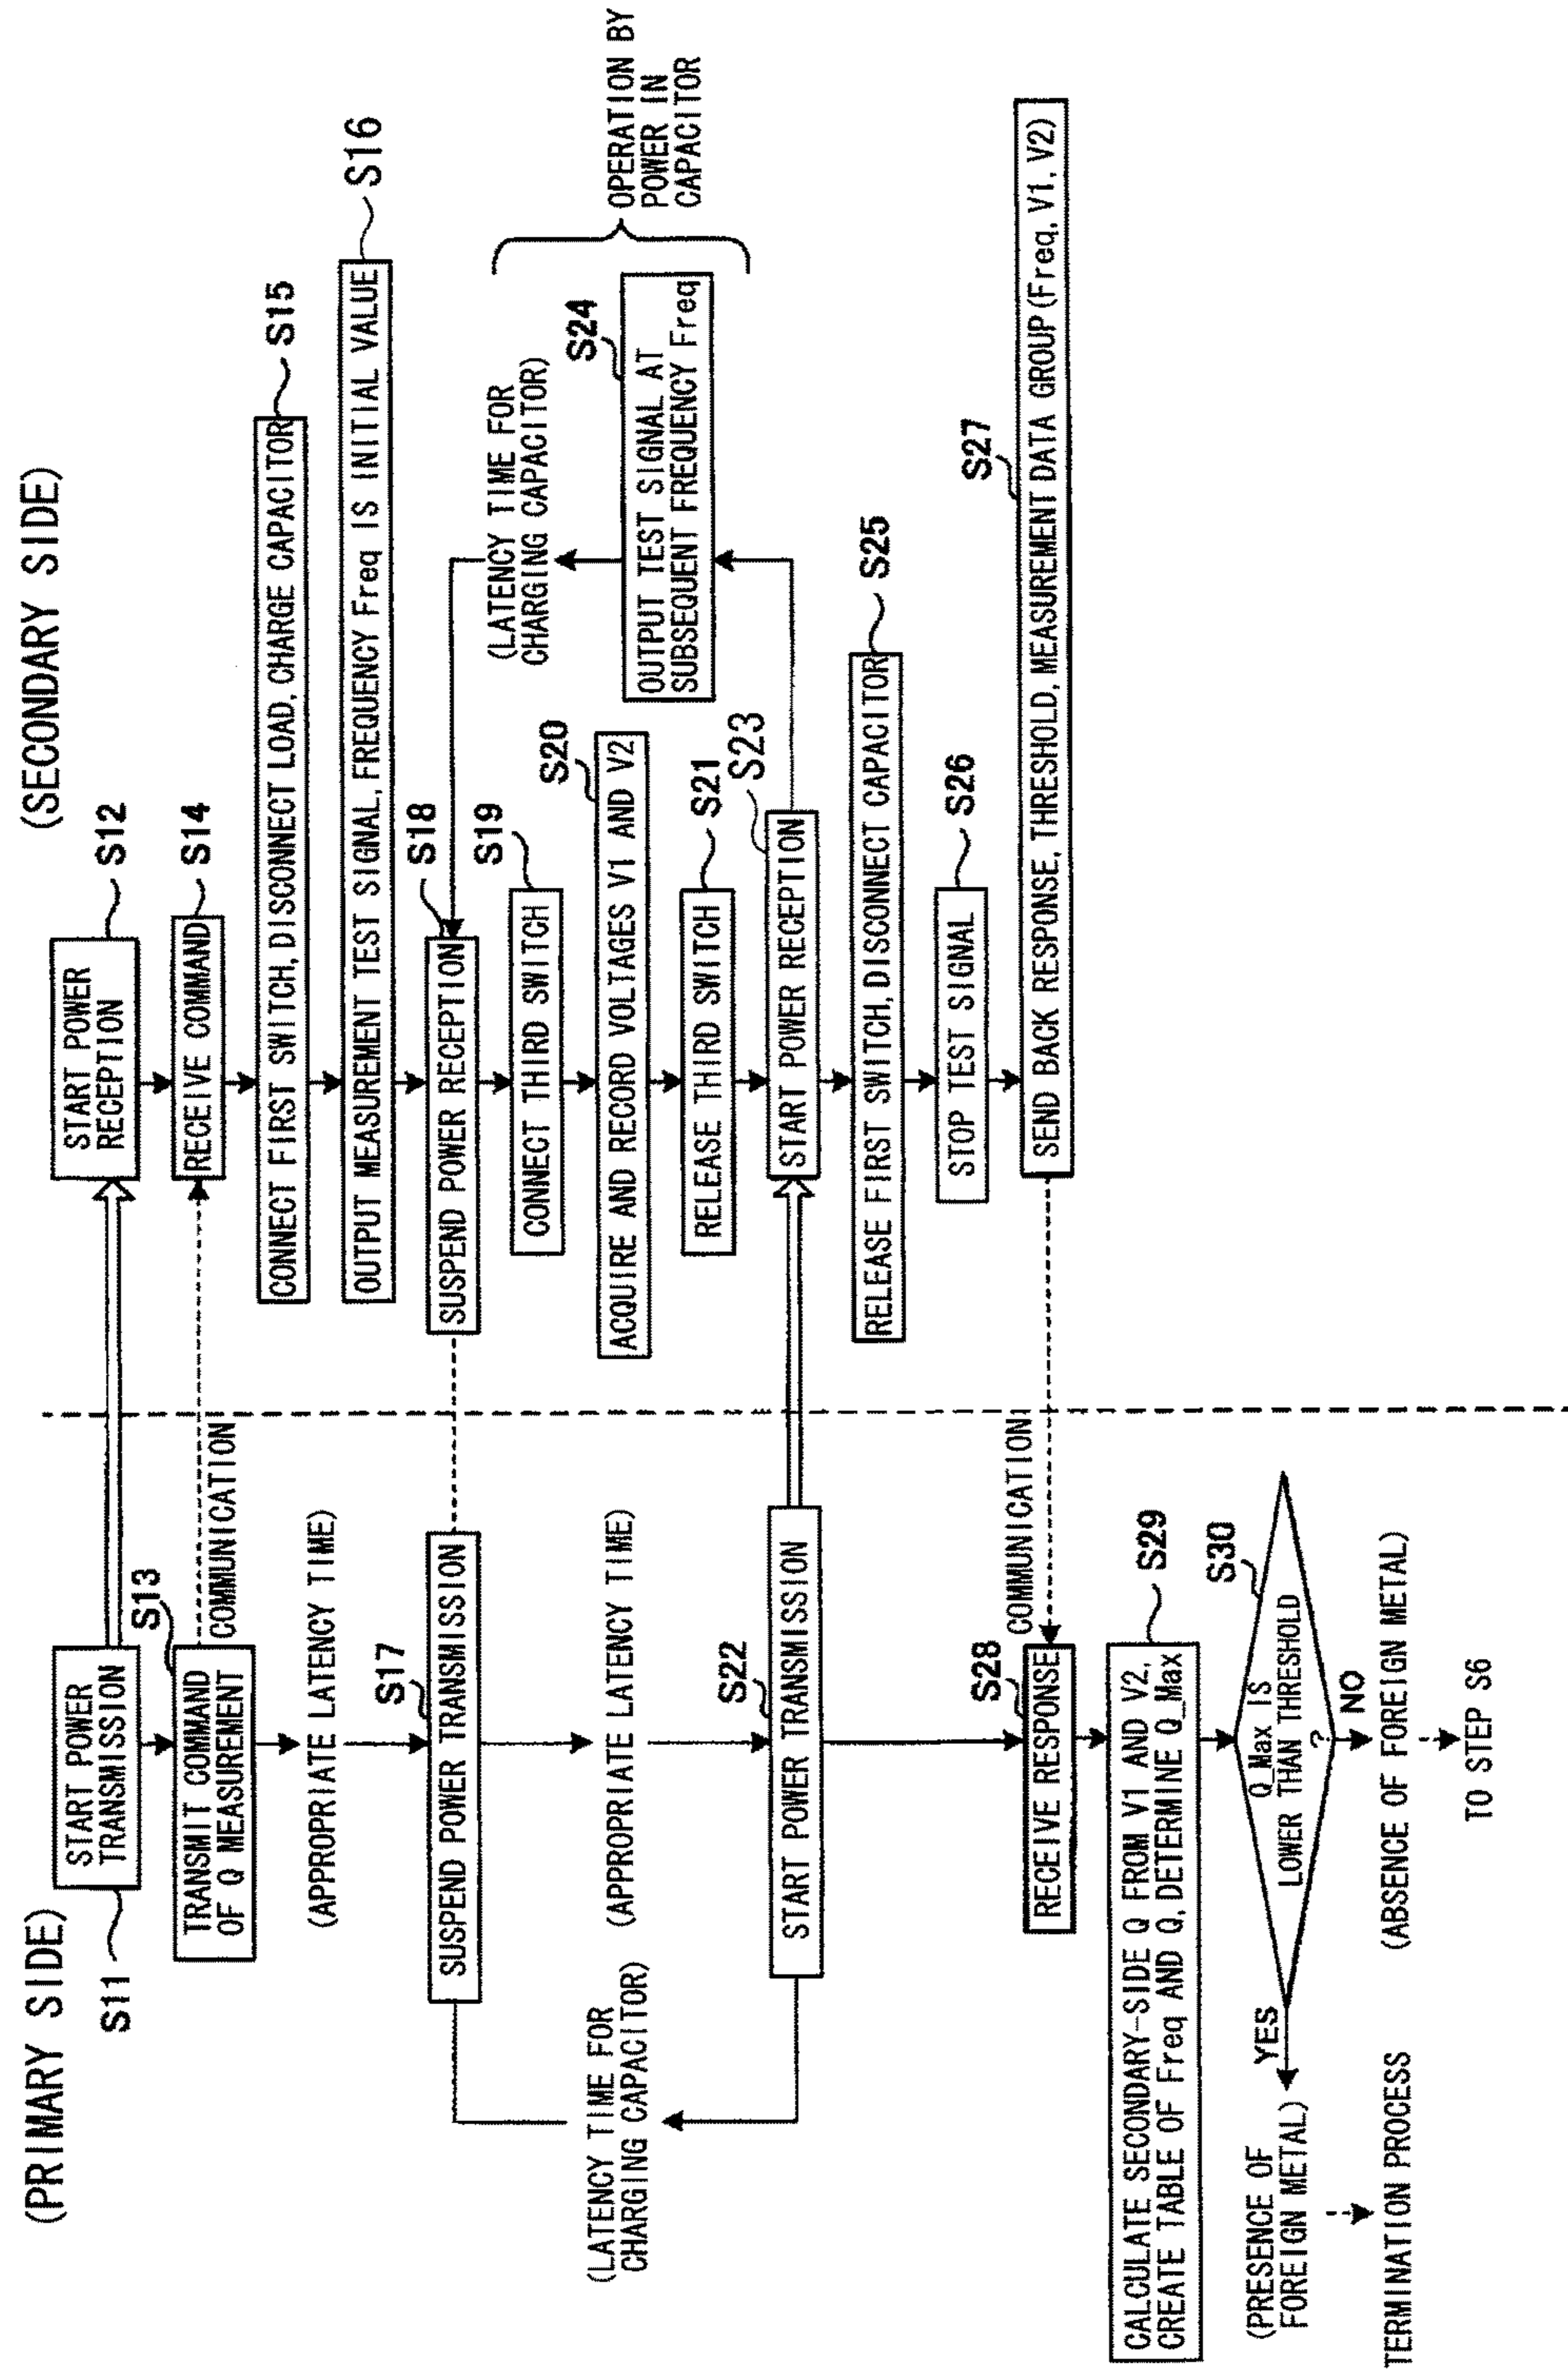 (PRIMARY SIDE)
(SECONDARY SIDE)
START POWER
TRANSMISSION
S11
START POWER
RECEPTION
S12
S13
TRANSMIT COMMAND
OF Q MEASUREMENT
COMMUNICATION
RECEIVE COMMAND
S14
(APPROPRIATE LATENCY TIME)
CONNECT FIRST SWITCH, DISCONNECT LOAD, CHARGE CAPACITOR
S15
OUTPUT MEASUREMENT TEST SIGNAL, FREQUENCY Freq IS INITIAL VALUE
S16
S17
SUSPEND POWER TRANSMISSION
S18
SUSPEND POWER RECEPTION
S19
CONNECT THIRD SWITCH
(LATENCY TIME FOR
CHARGING CAPACITOR)
(APPROPRIATE LATENCY TIME)
S20
ACQUIRE AND RECORD VOLTAGES V1 AND V2
(LATENCY TIME FOR
CHARGING CAPACITOR)
S24
OUTPUT TEST SIGNAL AT
SUBSEQUENT FREQUENCY Freq
OPERATION BY
POWER IN
CAPACITOR
RELEASE THIRD SWITCH
S21
S22
START POWER TRANSMISSION
S23
START POWER RECEPTION
RELEASE FIRST SWITCH, DISCONNECT CAPACITOR
S25
STOP TEST SIGNAL
S26
S27
SEND BACK RESPONSE, THRESHOLD, MEASUREMENT DATA GROUP (Freq, V1, V2)
COMMUNICATION
S28
RECEIVE RESPONSE
S29
CALCULATE SECONDARY-SIDE Q FROM V1 AND V2,
CREATE TABLE OF Freq AND Q, DETERMINE Q_Max
S30
Q_Max IS
LOWER THAN THRESHOLD
?
YES
NO
(PRESENCE OF
FOREIGN METAL)
(ABSENCE OF FOREIGN METAL)
TERMINATION PROCESS
TO STEP S6